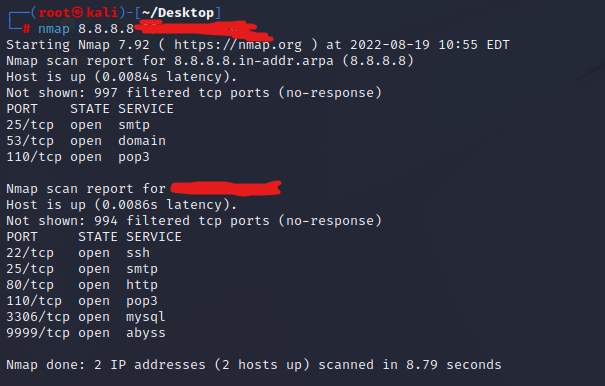 ┌──(root㉿kali)-[~/Desktop]
└─# nmap 8.8.8.8
Starting Nmap 7.92 ( https://nmap.org ) at 2022-08-19 10:55 EDT
Nmap scan report for 8.8.8.8.in-addr.arpa (8.8.8.8)
Host is up (0.0084s latency).
Not shown: 997 filtered tcp ports (no-response)
PORT    STATE SERVICE
25/tcp  open  smtp
53/tcp  open  domain
110/tcp open  pop3
Nmap scan report for
Host is up (0.0086s latency).
Not shown: 994 filtered tcp ports (no-response)
PORT     STATE SERVICE
22/tcp   open  ssh
25/tcp   open  smtp
80/tcp   open  http
110/tcp  open  pop3
3306/tcp open  mysql
9999/tcp open  abyss
Nmap done: 2 IP addresses (2 hosts up) scanned in 8.79 seconds